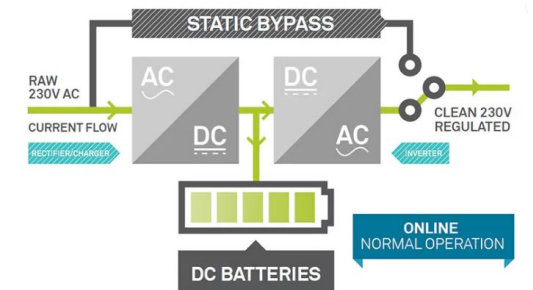 STATIC BYPASS
RAW
230V AC
AC
DC
DC
AC
CURRENT FLOW
CLEAN 230V
REGULATED
RECTIFIER/CHARGER
INVERTER
ONLINE
NORMAL OPERATION
DC BATTERIES